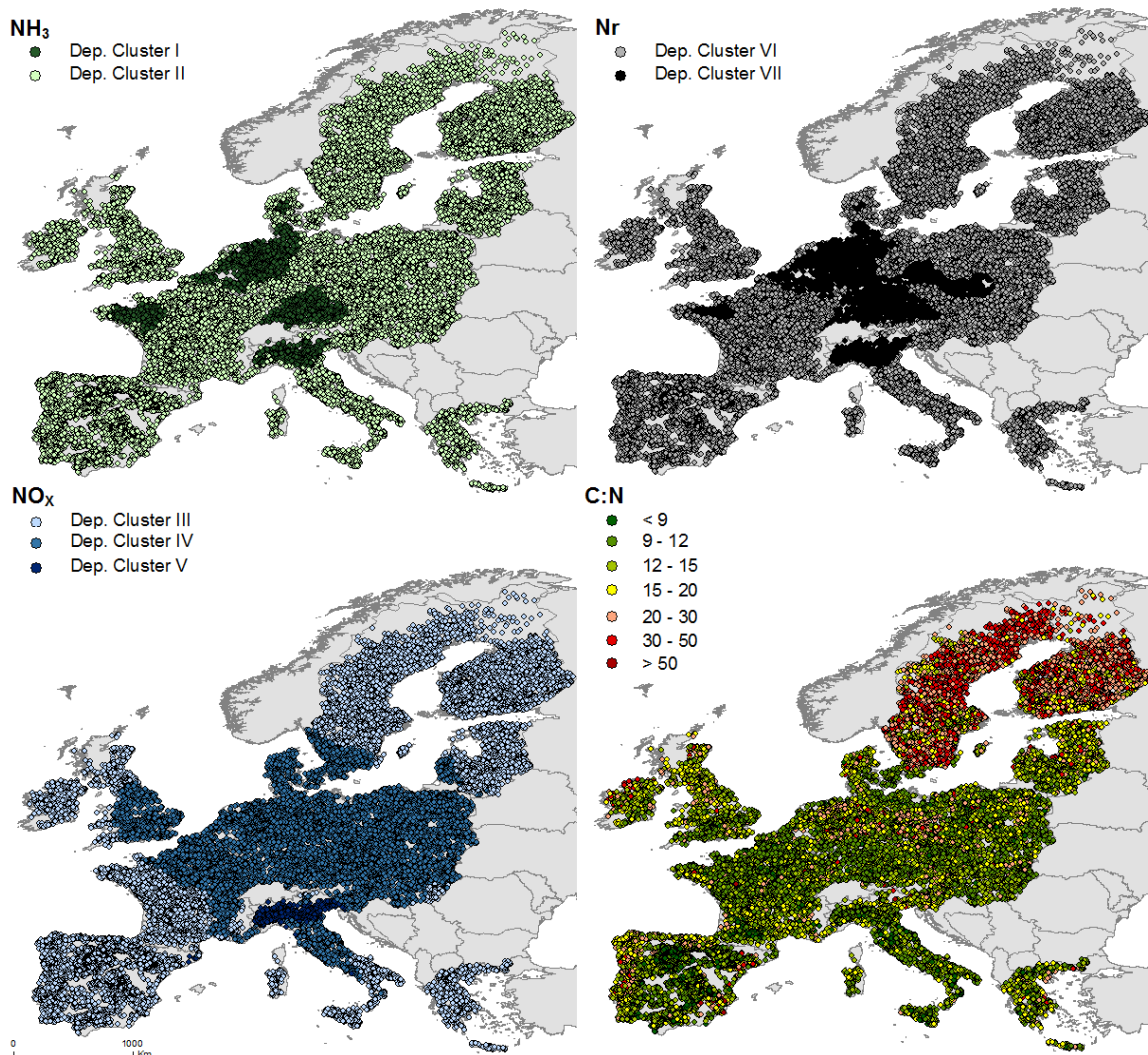 NH₃
Dep. Cluster I
Dep. Cluster II
Nr
Dep. Cluster VI
Dep. Cluster VII
NOₓ
Dep. Cluster III
Dep. Cluster IV
Dep. Cluster V
C:N
< 9
9 - 12
12 - 15
15 - 20
20 - 30
30 - 50
> 50
0 1000
Km